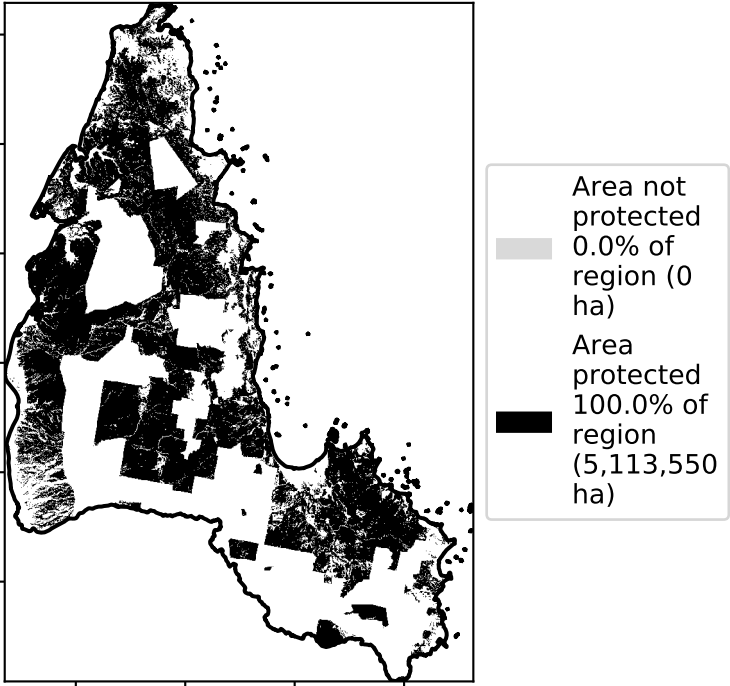 Area not
protected
0.0% of
region (0
ha)
Area
protected
100.0% of
region
(5,113,550
ha)